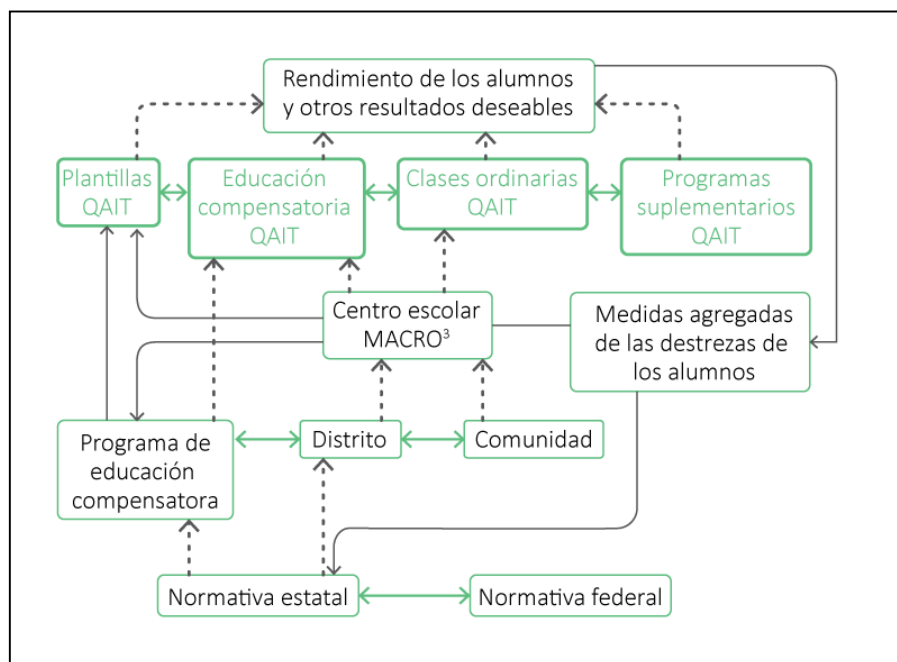 Rendimiento de los alumnos
y otros resultados deseables
Plantillas
QAIT
Educación
compensatoria
QAIT
Clases ordinarias
QAIT
Programas
suplementarios
QAIT
Centro escolar
MACRO³
Medidas agregadas
de las destrezas de
los alumnos
Programa de
educación
compensatora
Distrito
Comunidad
Normativa estatal
Normativa federal